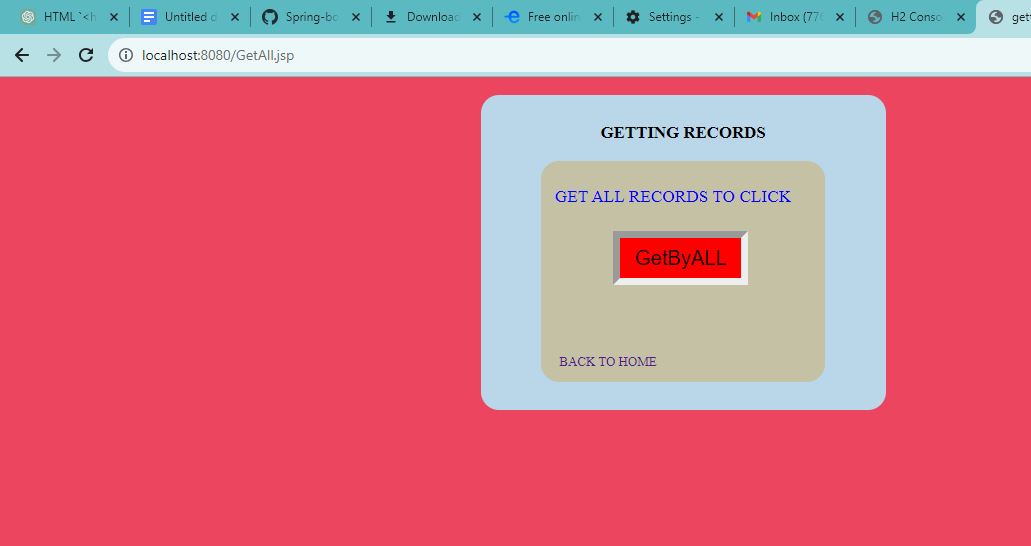 HTML `<h
Untitled d
Spring-bo
Download
Free onlin
Settings -
Inbox (776
H2 Conso
get
localhost:8080/GetAll.jsp
GETTING RECORDS
GET ALL RECORDS TO CLICK
GetByALL
BACK TO HOME